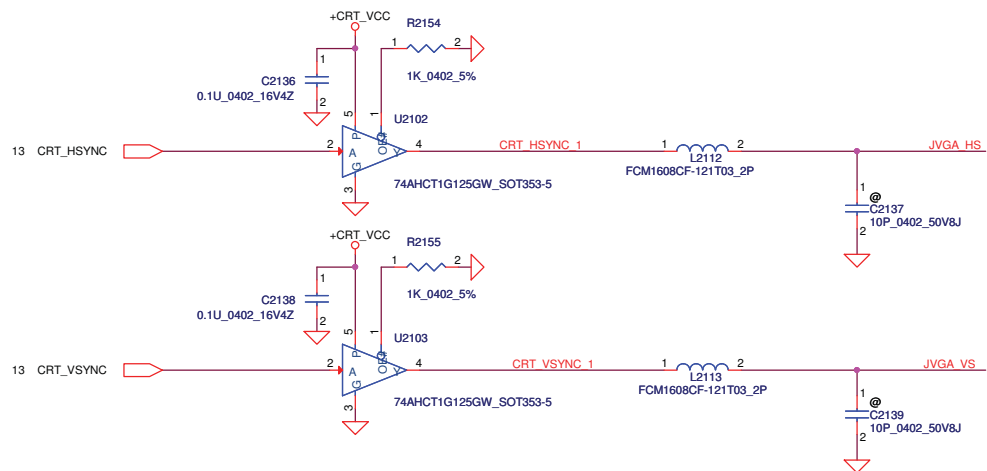 +CRT_VCC
R2154
1 2
1K_0402_5%
C2136
0.1U_0402_16V4Z
1
2
5
1
U2102
P
OE#
13 CRT_HSYNC
2
A
Y
4
G
3
74AHCT1G125GW_SOT353-5
CRT_HSYNC_1
1 2
L2112
FCM1608CF-121T03_2P
JVGA_HS
1
@
C2137
10P_0402_50V8J
2
+CRT_VCC
R2155
1 2
1K_0402_5%
C2138
0.1U_0402_16V4Z
1
2
5
1
U2103
P
OE#
13 CRT_VSYNC
2
A
Y
4
G
3
74AHCT1G125GW_SOT353-5
CRT_VSYNC_1
1 2
L2113
FCM1608CF-121T03_2P
JVGA_VS
1
@
C2139
10P_0402_50V8J
2